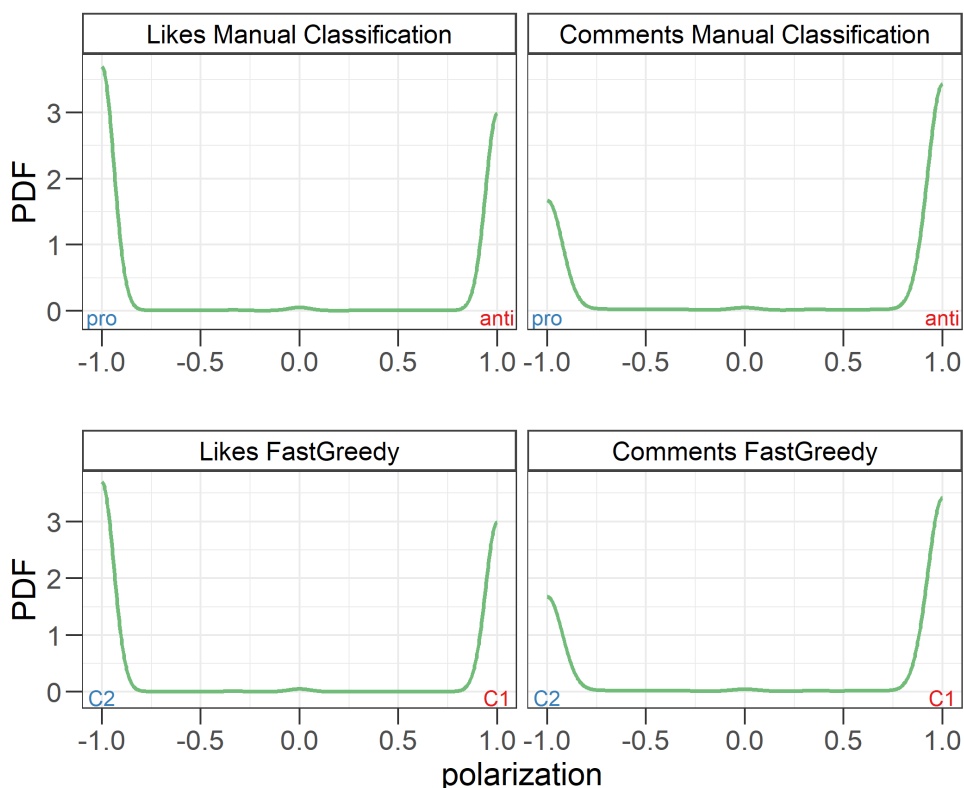 Likes Manual Classification
Comments Manual Classification
PDF
3
2
1
0
pro
anti
pro
anti
-1.0 -0.5 0.0 0.5 1.0
-1.0 -0.5 0.0 0.5 1.0
Likes FastGreedy
Comments FastGreedy
PDF
3
2
1
0
C2
C1
C2
C1
-1.0 -0.5 0.0 0.5 1.0
-1.0 -0.5 0.0 0.5 1.0
polarization